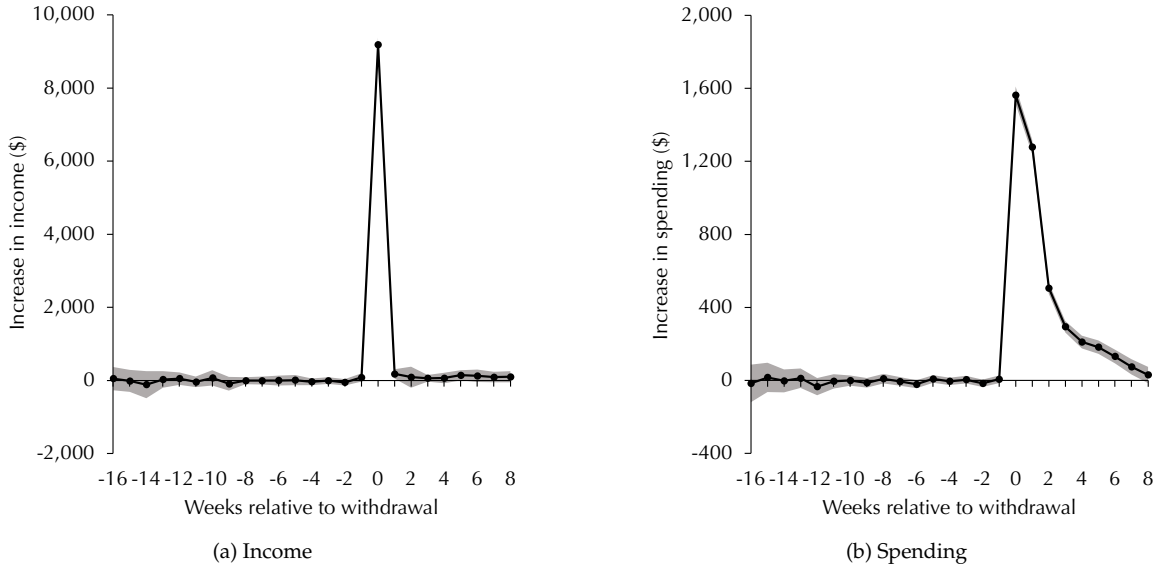 10,000
8,000
6,000
4,000
2,000
0
-2,000
Increase in income ($)
-16 -14 -12 -10 -8 -6 -4 -2 0 2 4 6 8
Weeks relative to withdrawal
(a) Income
2,000
1,600
1,200
800
400
0
-400
Increase in spending ($)
-16 -14 -12 -10 -8 -6 -4 -2 0 2 4 6 8
Weeks relative to withdrawal
(b) Spending